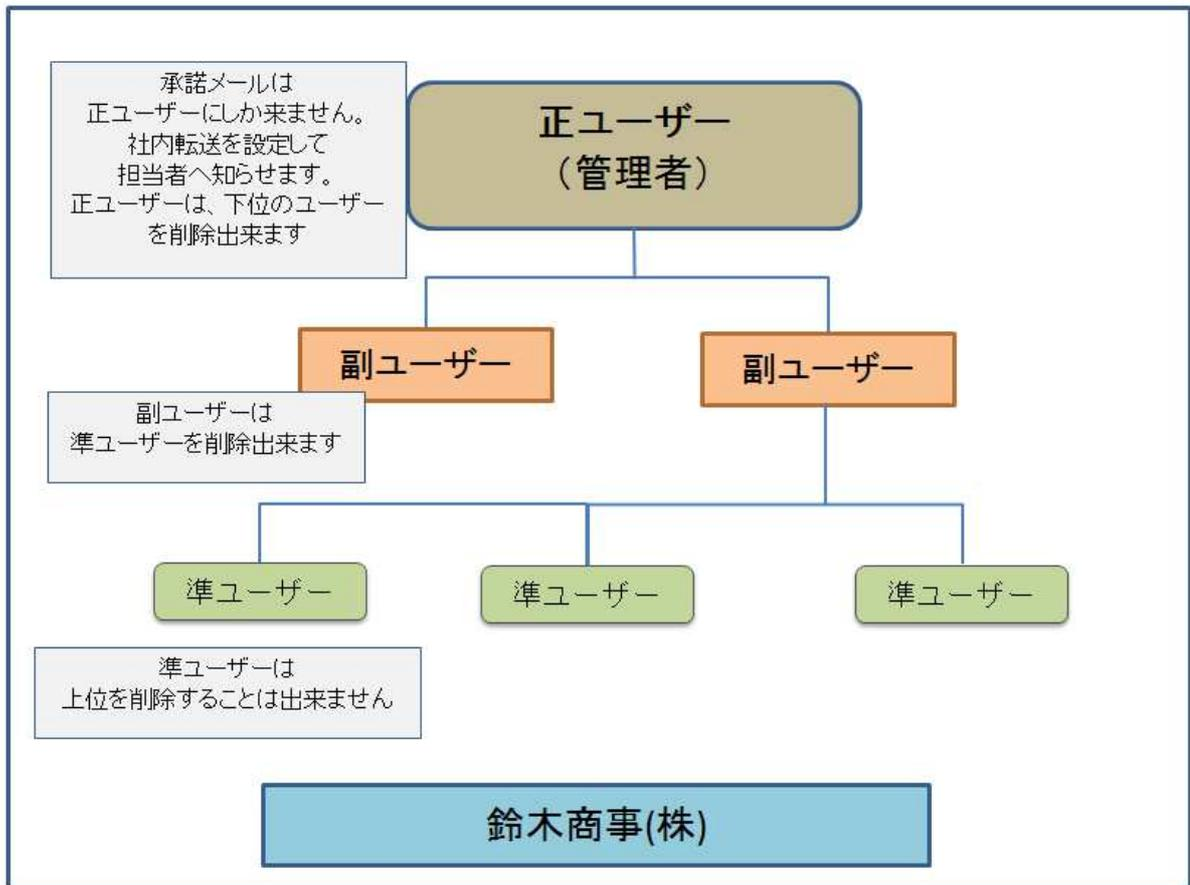 承諾メールは
正ユーザーにしか来ません。
社内転送を設定して
担当者へ知らせます。
正ユーザーは、下位のユーザー
を削除出来ます
正ユーザー
（管理者）
副ユーザー
副ユーザー
副ユーザーは
準ユーザーを削除出来ます
準ユーザー
準ユーザー
準ユーザー
準ユーザーは
上位を削除することは出来ません
鈴木商事(株)